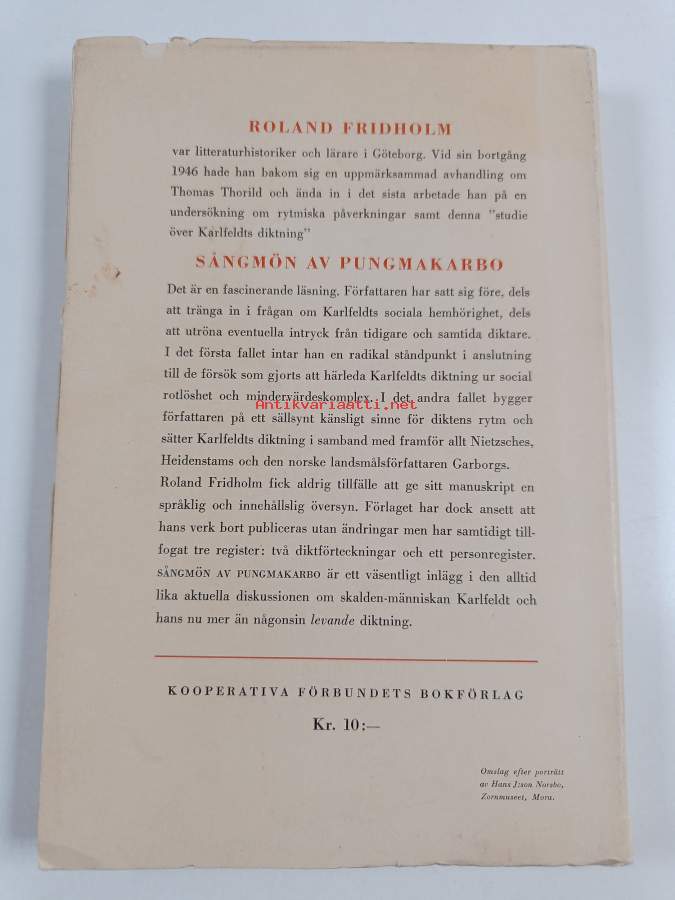 ROLAND FRIDHOLM
var litteraturhistoriker och lärare i Göteborg. Vid sin bortgång
1946 hade han bakom sig en uppmärksammad avhandling om
Thomas Thorild och ända in i det sista arbetade han på en
undersökning om rytmiska påverkningar samt denna "studie
över Karlfeldts diktning"
SÅNGMÖN AV PUNGMAKARBO
Det är en fascinerande läsning. Författaren har satt sig före, dels
att tränga in i frågan om Karlfeldts sociala hemhörighet, dels
att utröna eventuella intryck från tidigare och samtida diktare.
I det första fallet intar han en radikal ståndpunkt i anslutning
till de försök som gjorts att härleda Karlfeldts diktning ur social
rotlöshet och mindervärdeskomplex. I det andra fallet bygger
Antikvariaatti.net
författaren på ett sällsynt känsligt sinne för diktens rytm och
sätter Karlfeldts diktning i samband med framför allt Nietzsches,
Heidenstams och den norske landsmålsförfattaren Garborgs.
Roland Fridholm fick aldrig tillfälle att ge sitt manuskript en
språklig och innehållslig översyn. Förlaget har dock ansett att
hans verk bort publiceras utan ändringar men har samtidigt till-
fogat tre register: två diktförteckningar och ett personregister.
SÅNGMÖN AV PUNGMAKARBO är ett väsentligt inlägg i den alltid
lika aktuella diskussionen om skalden-människan Karlfeldt och
hans nu mer än någonsin levande diktning.
KOOPERATIVA FÖRBUNDETS BOKFÖRLAG
Kr. 10:—
Omslag efter porträtt
av Hans J:son Norsbo,
Zornmuseet, Mora.